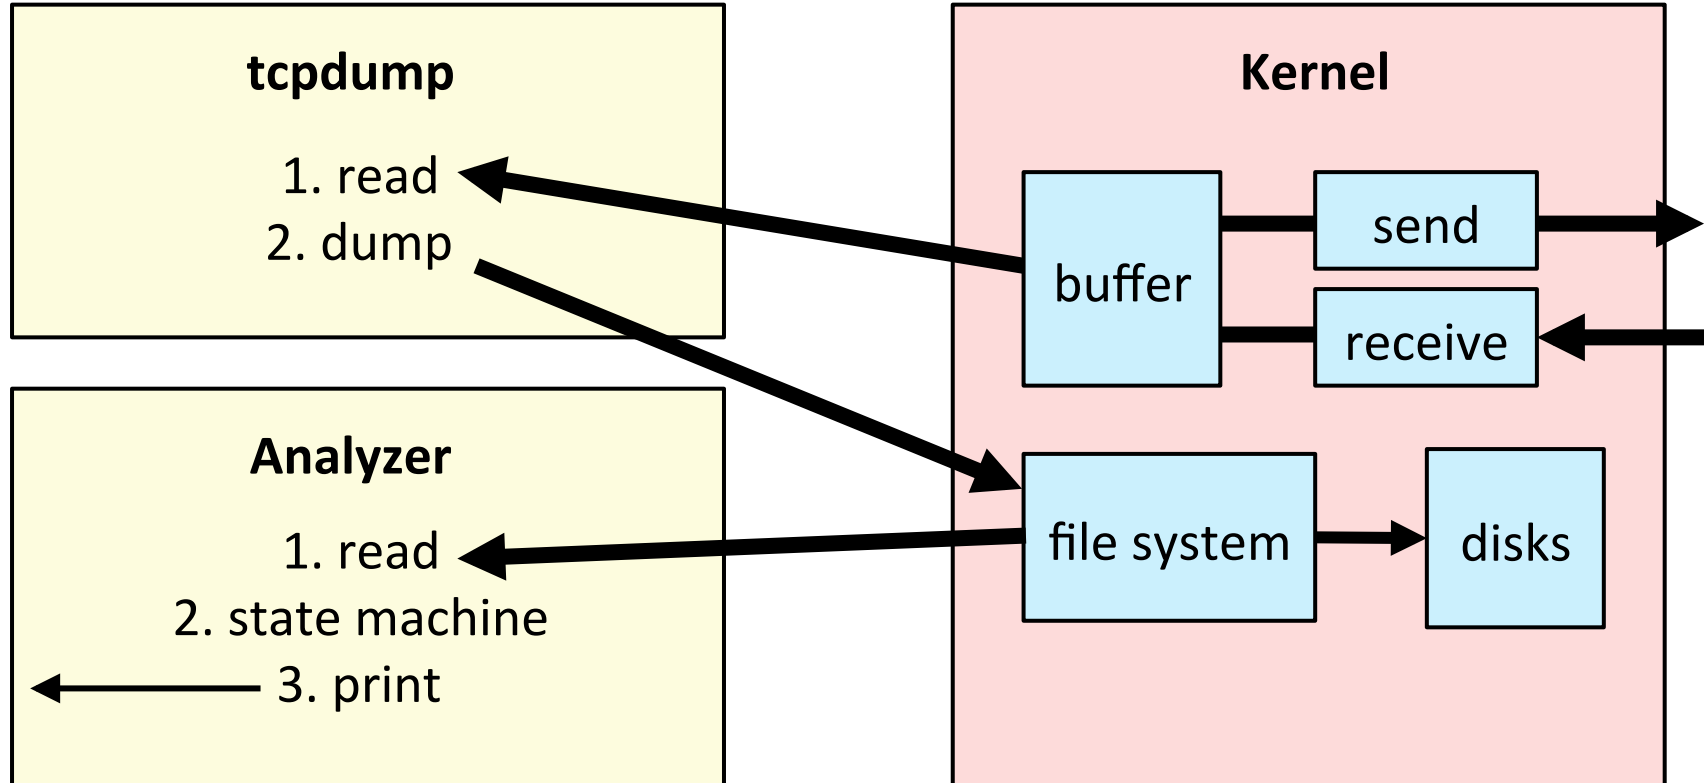 tcpdump
1. read
2. dump
Analyzer
1. read
2. state machine
3. print
Kernel
buffer
send
receive
file system
disks